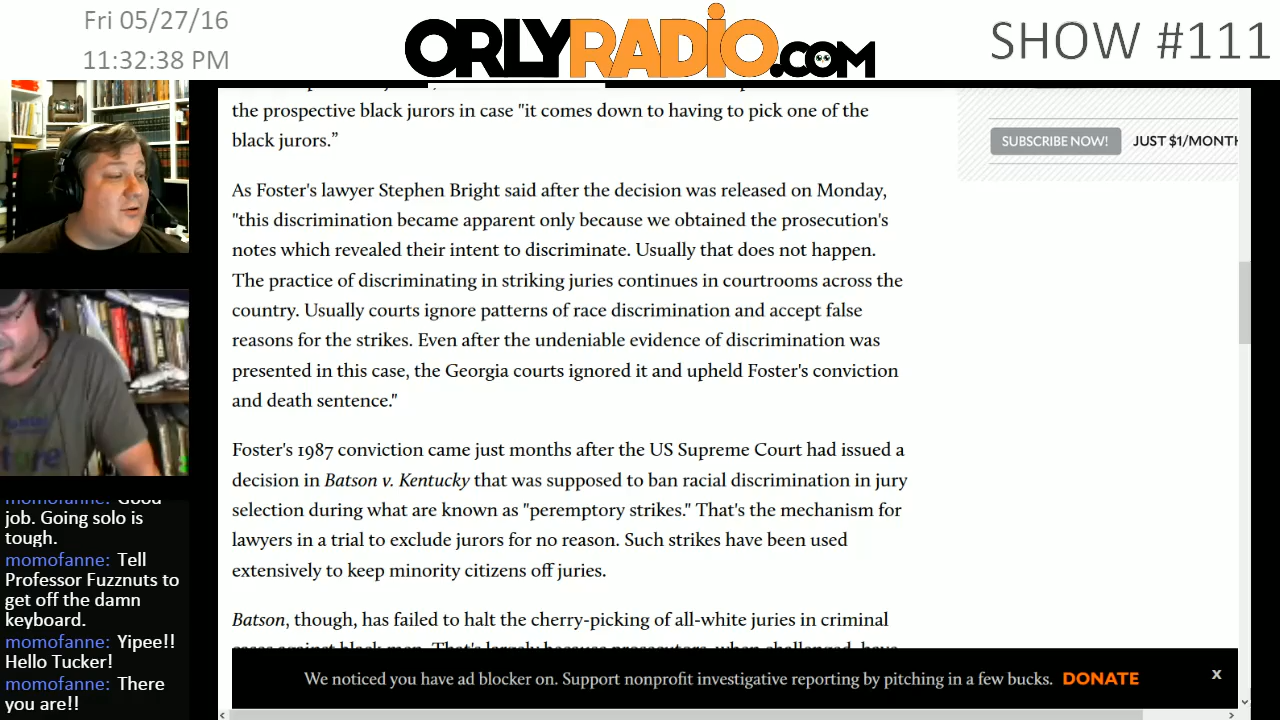 Fri 05/27/16
11:32:38 PM
ORLYRADiO.COM
SHOW #111
the prospective black jurors in case "it comes down to having to pick one of the
black jurors.”
As Foster's lawyer Stephen Bright said after the decision was released on Monday,
"this discrimination became apparent only because we obtained the prosecution's
notes which revealed their intent to discriminate. Usually that does not happen.
The practice of discriminating in striking juries continues in courtrooms across the
country. Usually courts ignore patterns of race discrimination and accept false
reasons for the strikes. Even after the undeniable evidence of discrimination was
presented in this case, the Georgia courts ignored it and upheld Foster's conviction
and death sentence."
Foster's 1987 conviction came just months after the US Supreme Court had issued a
decision in Batson v. Kentucky that was supposed to ban racial discrimination in jury
selection during what are known as "peremptory strikes." That's the mechanism for
lawyers in a trial to exclude jurors for no reason. Such strikes have been used
extensively to keep minority citizens off juries.
Batson, though, has failed to halt the cherry-picking of all-white juries in criminal
cases against black men. That's largely because prosecutors, when challenged, have
We noticed you have ad blocker on. Support nonprofit investigative reporting by pitching in a few bucks. DONATE
x
SUBSCRIBE NOW!
JUST $1/MONTH
momofanne: Good
job. Going solo is
tough.
momofanne: Tell
Professor Fuzznuts to
get off the damn
keyboard.
momofanne: Yipee!!
Hello Tucker!
momofanne: There
you are!!